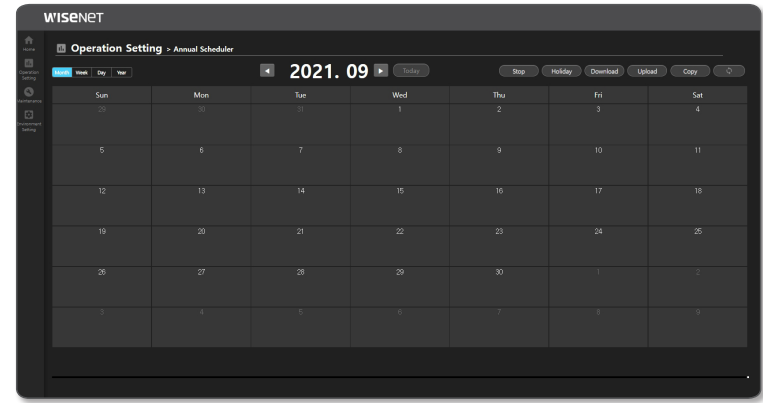 WISENET
Home
Operation Setting > Annual Scheduler
Operation
Setting
Month Week Day Year
2021. 09
Today
Stop Holiday Download Upload Copy
Maintenance
Environment
Setting
Sun Mon Tue Wed Thu Fri Sat
29 30 31 1 2 3 4
5 6 7 8 9 10 11
12 13 14 15 16 17 18
19 20 21 22 23 24 25
26 27 28 29 30 1 2
3 4 5 6 7 8 9